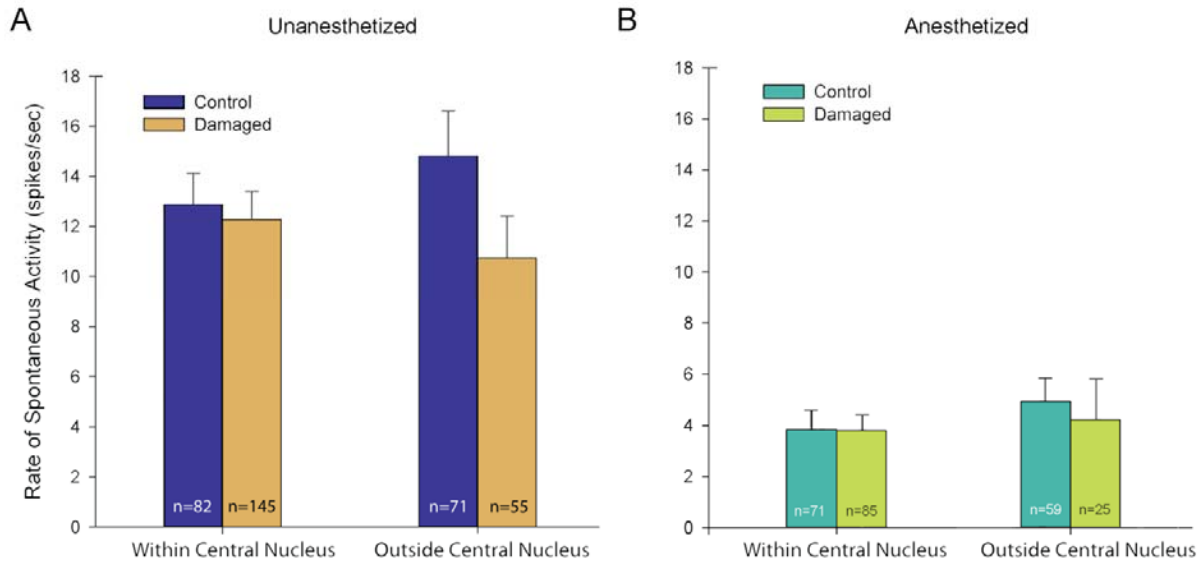 A
Unanesthetized
Rate of Spontaneous Activity (spikes/sec)
18
16
14
12
10
8
6
4
2
0
Control
Damaged
n=82
n=145
n=71
n=55
Within Central Nucleus
Outside Central Nucleus
B
Anesthetized
18
16
14
12
10
8
6
4
2
0
Control
Damaged
n=71
n=85
n=59
n=25
Within Central Nucleus
Outside Central Nucleus